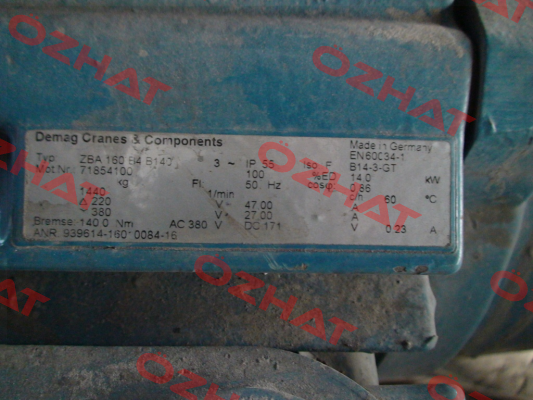 Demag Cranes & Components Made in Germany
Typ ZBA 160 B4 B140 3 ~ IP 55 Iso F EN60034-1
Mot Nr. 71854100 100 %ED B14-3-GT
kg Fl. 50. Hz cosφ 14.0 kW
1440 1/min 0.86
Δ 220 V 47.00 A c/h 60 °C
380 V 27.00 A
Bremse: 140.0 Nm AC 380 V DC 171 V 0.23 A
ANR. 939614-160 0084-16
OZHAT
OZHAT
OZHAT
OZHAT
OZHAT
OZHAT
OZHAT
OZHAT